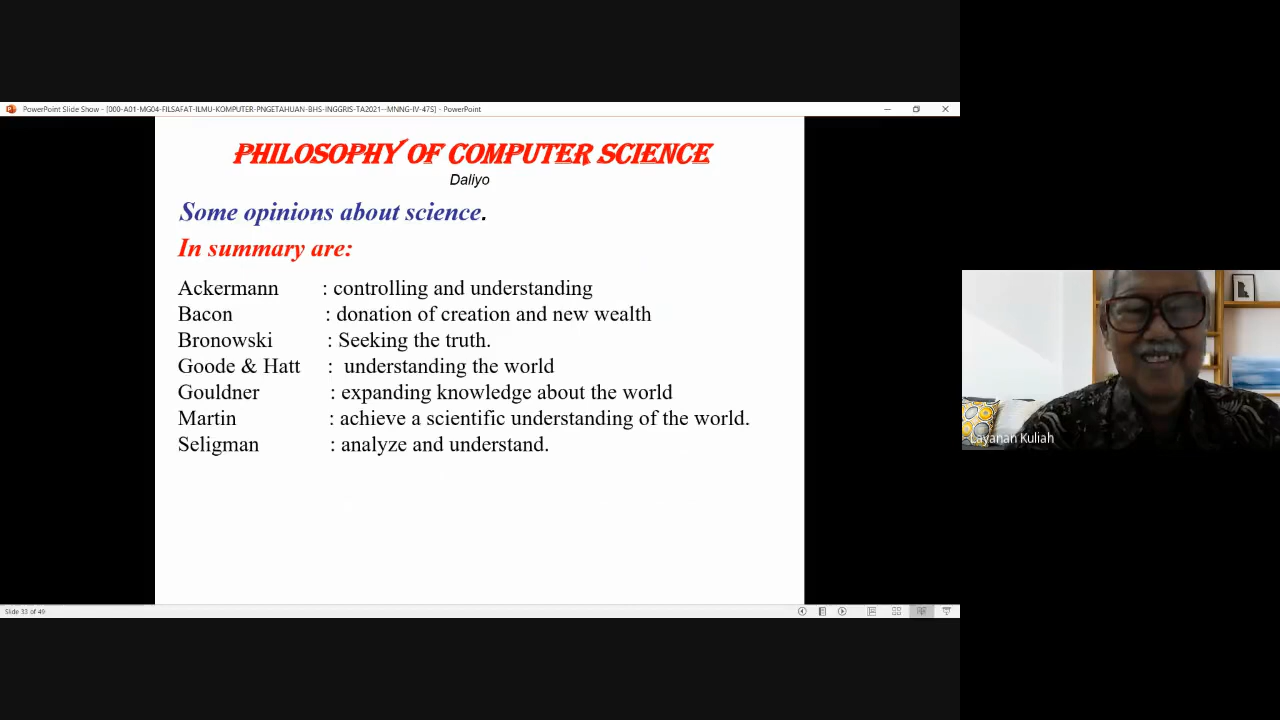 PowerPoint Slide Show - [000-A01-MG04-FILSAFAT-ILMU-KOMPUTER-PNGETAHUAN-BHS-INGGRIS-TA2021--MNNG-IV-475] - PowerPoint
PHILOSOPHY OF COMPUTER SCIENCE
Daliyo
Some opinions about science.
In summary are:
Ackermann : controlling and understanding
Bacon : donation of creation and new wealth
Bronowski : Seeking the truth.
Goode & Hatt : understanding the world
Gouldner : expanding knowledge about the world
Martin : achieve a scientific understanding of the world.
Seligman : analyze and understand.
Layanan Kuliah
Slide 33 of 49